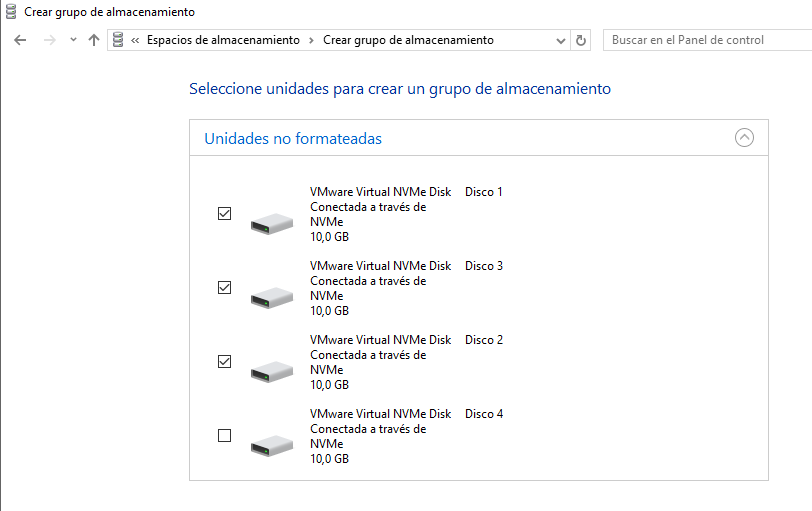 Crear grupo de almacenamiento
« Espacios de almacenamiento › Crear grupo de almacenamiento
Buscar en el Panel de control
Seleccione unidades para crear un grupo de almacenamiento
Unidades no formateadas
VMware Virtual NVMe Disk Disco 1
Conectada a través de
NVMe
10,0 GB
VMware Virtual NVMe Disk Disco 3
Conectada a través de
NVMe
10,0 GB
VMware Virtual NVMe Disk Disco 2
Conectada a través de
NVMe
10,0 GB
VMware Virtual NVMe Disk Disco 4
Conectada a través de
NVMe
10,0 GB